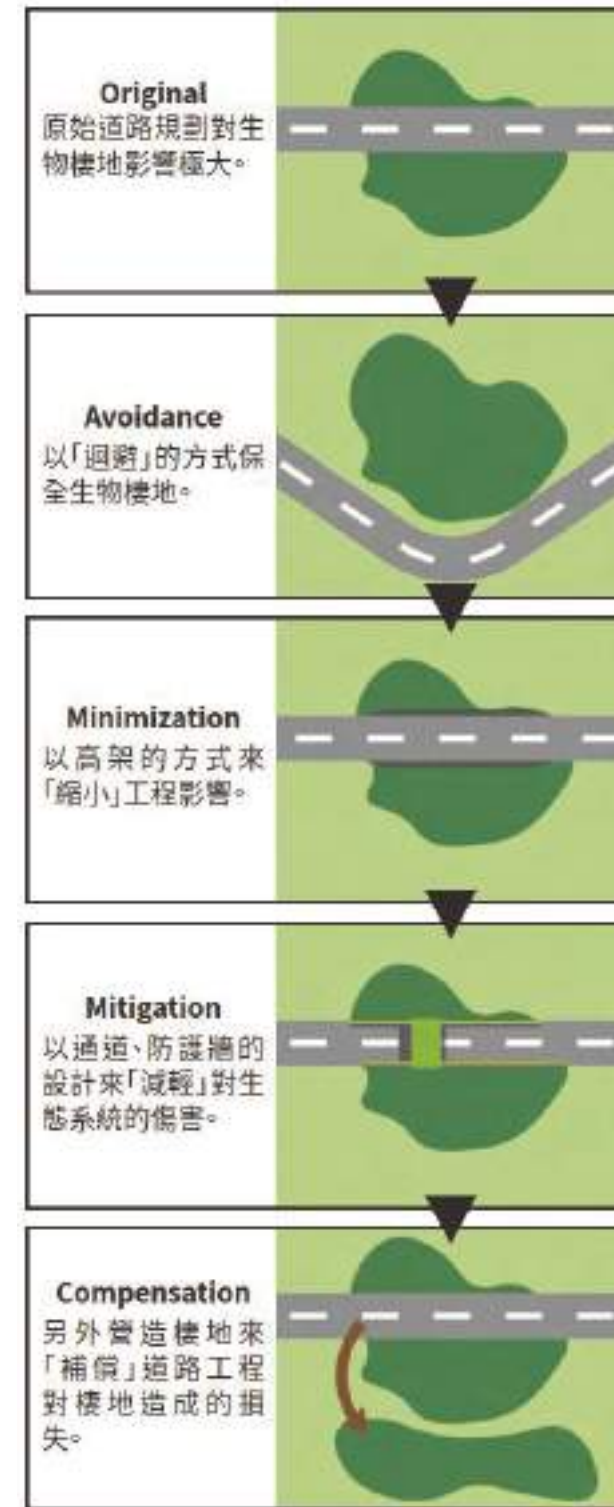 Original
原始道路規劃對生
物棲地影響極大。
Avoidance
以「迴避」的方式保
全生物棲地。
Minimization
以高架的方式來
「縮小」工程影響。
Mitigation
以通道、防護牆的
設計來「減輕」對生
態系統的傷害。
Compensation
另外營造棲地來
「補償」道路工程
對棲地造成的損
失。